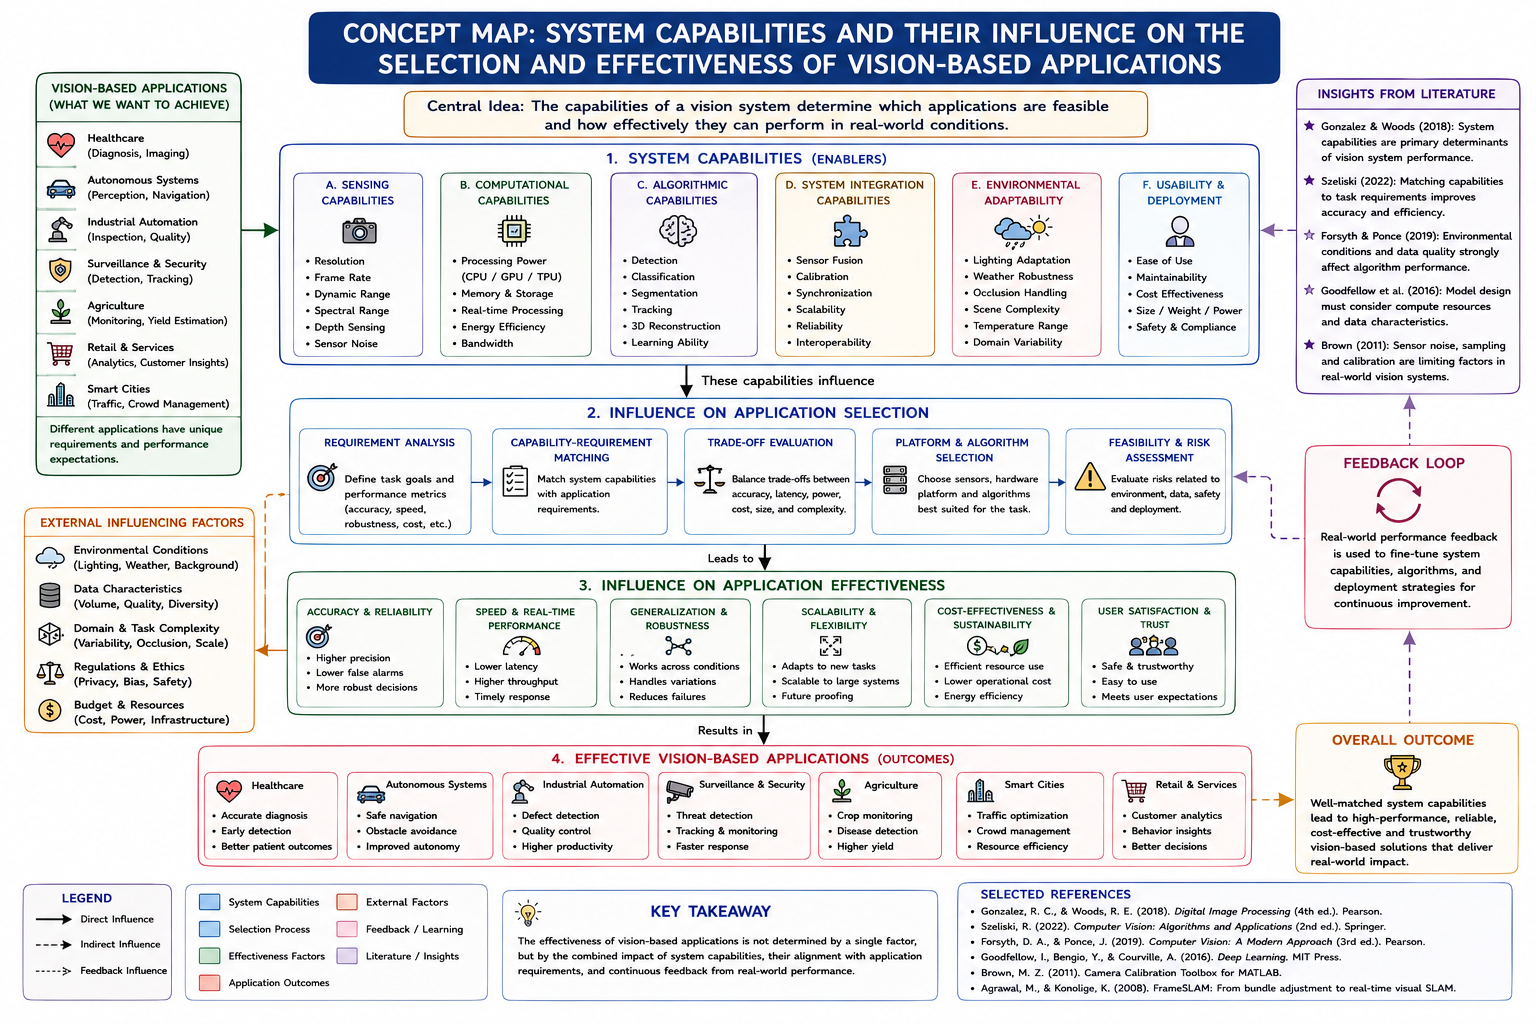 CONCEPT MAP: SYSTEM CAPABILITIES AND THEIR INFLUENCE ON THE
SELECTION AND EFFECTIVENESS OF VISION-BASED APPLICATIONS
Central Idea: The capabilities of a vision system determine which applications are feasible
and how effectively they can perform in real-world conditions.
VISION-BASED APPLICATIONS
(WHAT WE WANT TO ACHIEVE)
Healthcare
(Diagnosis, Imaging)
Autonomous Systems
(Perception, Navigation)
Industrial Automation
(Inspection, Quality)
Surveillance & Security
(Detection, Tracking)
Agriculture
(Monitoring, Yield Estimation)
Retail & Services
(Analytics, Customer Insights)
Smart Cities
(Traffic, Crowd Management)
Different applications have unique
requirements and performance
expectations.
1. SYSTEM CAPABILITIES (ENABLERS)
A. SENSING
CAPABILITIES
• Resolution
• Frame Rate
• Dynamic Range
• Spectral Range
• Depth Sensing
• Sensor Noise
B. COMPUTATIONAL
CAPABILITIES
• Processing Power
(CPU / GPU / TPU)
• Memory & Storage
• Real-time Processing
• Energy Efficiency
• Bandwidth
C. ALGORITHMIC
CAPABILITIES
• Detection
• Classification
• Segmentation
• Tracking
• 3D Reconstruction
• Learning Ability
D. SYSTEM INTEGRATION
CAPABILITIES
• Sensor Fusion
• Calibration
• Synchronization
• Scalability
• Reliability
• Interoperability
E. ENVIRONMENTAL
ADAPTABILITY
• Lighting Adaptation
• Weather Robustness
• Occlusion Handling
• Scene Complexity
• Temperature Range
• Domain Variability
F. USABILITY &
DEPLOYMENT
• Ease of Use
• Maintainability
• Cost Effectiveness
• Size / Weight / Power
• Safety & Compliance
INSIGHTS FROM LITERATURE
Gonzalez & Woods (2018): System
capabilities are primary determinants
of vision system performance.
Szeliski (2022): Matching capabilities
to task requirements improves
accuracy and efficiency.
Forsyth & Ponce (2019): Environmental
conditions and data quality strongly
affect algorithm performance.
Goodfellow et al. (2016): Model design
must consider compute resources
and data characteristics.
Brown (2011): Sensor noise, sampling
and calibration are limiting factors in
real-world vision systems.
These capabilities influence
2. INFLUENCE ON APPLICATION SELECTION
REQUIREMENT ANALYSIS
Define task goals and
performance metrics
(accuracy, speed,
robustness, cost, etc.)
CAPABILITY-REQUIREMENT
MATCHING
Match system capabilities
with application
requirements.
TRADE-OFF EVALUATION
Balance trade-offs between
accuracy, latency, power,
cost, size, and complexity.
PLATFORM & ALGORITHM
SELECTION
Choose sensors, hardware
platform and algorithms
best suited for the task.
FEASIBILITY & RISK
ASSESSMENT
Evaluate risks related to
environment, data, safety
and deployment.
FEEDBACK LOOP
Real-world performance feedback
is used to fine-tune system
capabilities, algorithms, and
deployment strategies for
continuous improvement.
EXTERNAL INFLUENCING FACTORS
Environmental Conditions
(Lighting, Weather, Background)
Data Characteristics
(Volume, Quality, Diversity)
Domain & Task Complexity
(Variability, Occlusion, Scale)
Regulations & Ethics
(Privacy, Bias, Safety)
Budget & Resources
(Cost, Power, Infrastructure)
Leads to
3. INFLUENCE ON APPLICATION EFFECTIVENESS
ACCURACY & RELIABILITY
• Higher precision
• Lower false alarms
• More robust decisions
SPEED & REAL-TIME
PERFORMANCE
• Lower latency
• Higher throughput
• Timely response
GENERALIZATION &
ROBUSTNESS
• Works across conditions
• Handles variations
• Reduces failures
SCALABILITY &
FLEXIBILITY
• Adapts to new tasks
• Scalable to large systems
• Future proofing
COST-EFFECTIVENESS &
SUSTAINABILITY
• Efficient resource use
• Lower operational cost
• Energy efficiency
USER SATISFACTION &
TRUST
• Safe & trustworthy
• Easy to use
• Meets user expectations
Results in
4. EFFECTIVE VISION-BASED APPLICATIONS (OUTCOMES)
Healthcare
• Accurate diagnosis
• Early detection
• Better patient outcomes
Autonomous Systems
• Safe navigation
• Obstacle avoidance
• Improved autonomy
Industrial Automation
• Defect detection
• Quality control
• Higher productivity
Surveillance & Security
• Threat detection
• Tracking & monitoring
• Faster response
Agriculture
• Crop monitoring
• Disease detection
• Higher yield
Smart Cities
• Traffic optimization
• Crowd management
• Resource efficiency
Retail & Services
• Customer analytics
• Behavior insights
• Better decisions
OVERALL OUTCOME
Well-matched system capabilities
lead to high-performance, reliable,
cost-effective and trustworthy
vision-based solutions that deliver
real-world impact.
LEGEND
Direct Influence
Indirect Influence
Feedback Influence
System Capabilities
Selection Process
Effectiveness Factors
Application Outcomes
External Factors
Feedback / Learning
Literature / Insights
KEY TAKEAWAY
The effectiveness of vision-based applications is not determined by a single factor,
but by the combined impact of system capabilities, their alignment with application
requirements, and continuous feedback from real-world performance.
SELECTED REFERENCES
• Gonzalez, R. C., & Woods, R. E. (2018). Digital Image Processing (4th ed.). Pearson.
• Szeliski, R. (2022). Computer Vision: Algorithms and Applications (2nd ed.). Springer.
• Forsyth, D. A., & Ponce, J. (2019). Computer Vision: A Modern Approach (3rd ed.). Pearson.
• Goodfellow, I., Bengio, Y., & Courville, A. (2016). Deep Learning. MIT Press.
• Brown, M. Z. (2011). Camera Calibration Toolbox for MATLAB.
• Agrawal, M., & Konolige, K. (2008). FrameSLAM: From bundle adjustment to real-time visual SLAM.